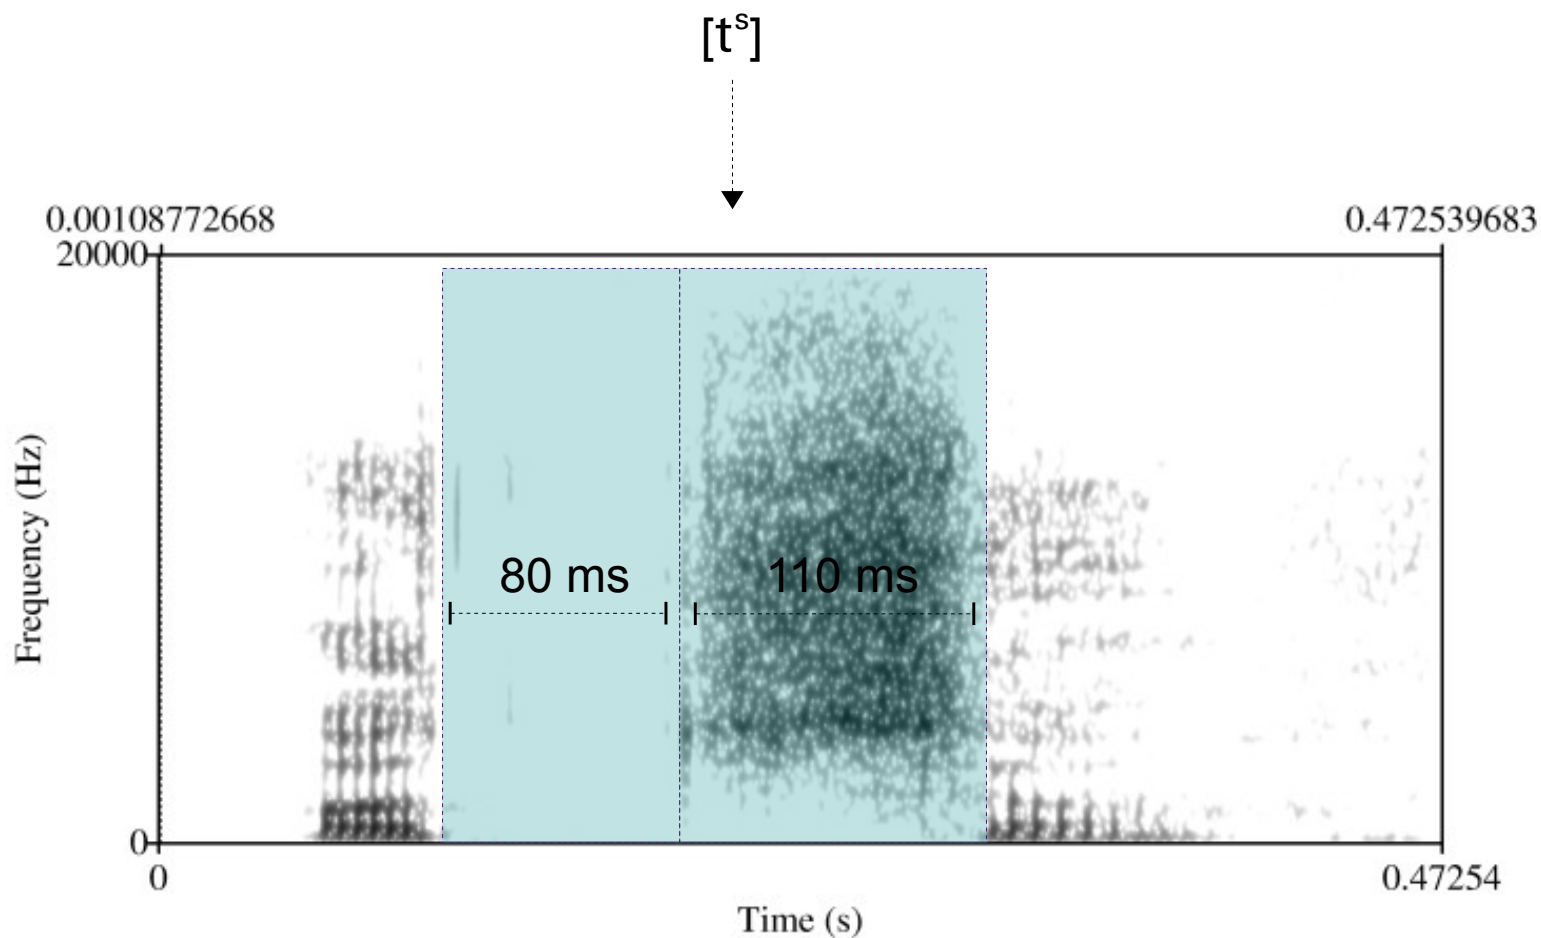 [tˢ]
0.00108772668 0.472539683
20000
Frequency (Hz)
80 ms 110 ms
0
0 0.47254
Time (s)